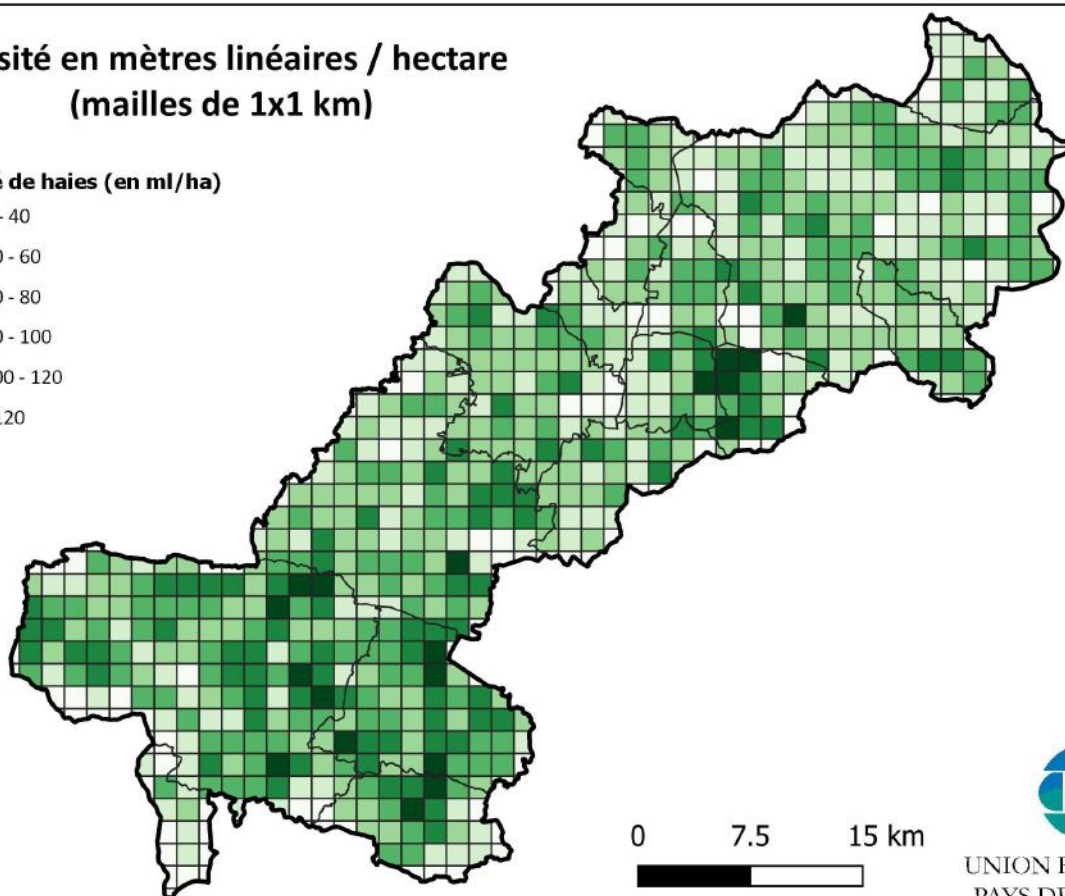 sité en mètres linéaires / hectare
(mailles de 1x1 km)
é de haies (en ml/ha)
- 40
0 - 60
0 - 80
0 - 100
00 - 120
120
0 7.5 15 km
UNION
PAYS DE